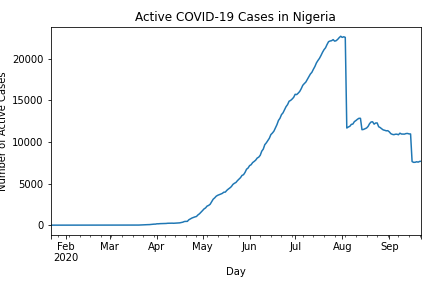 Active COVID-19 Cases in Nigeria
Number of Active Cases
20000
15000
10000
5000
0
Feb Mar Apr May Jun Jul Aug Sep
2020
Day